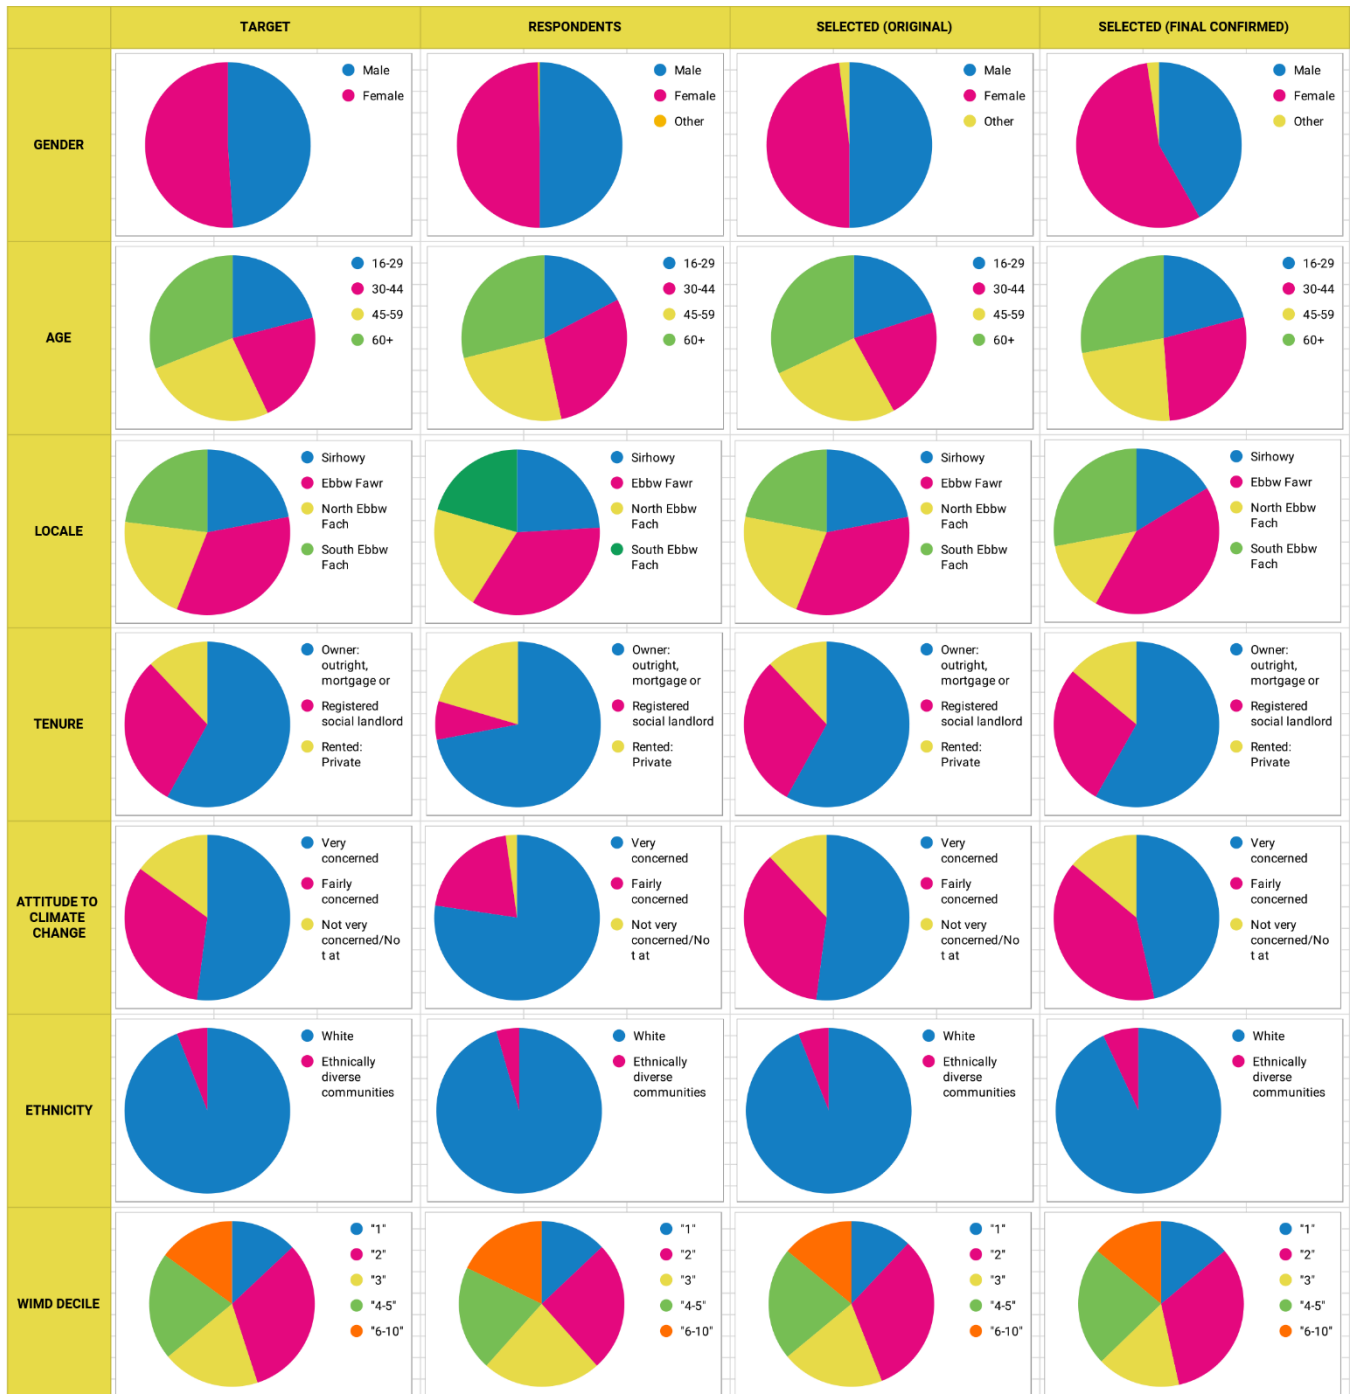 TARGET
RESPONDENTS
SELECTED (ORIGINAL)
SELECTED (FINAL CONFIRMED)
GENDER
Male
Female
Male
Female
Other
Male
Female
Other
Male
Female
Other
AGE
16-29
30-44
45-59
60+
16-29
30-44
45-59
60+
16-29
30-44
45-59
60+
16-29
30-44
45-59
60+
LOCALE
Sirhowy
Ebbw Fawr
North Ebbw
Fach
South Ebbw
Fach
Sirhowy
Ebbw Fawr
North Ebbw
Fach
South Ebbw
Fach
Sirhowy
Ebbw Fawr
North Ebbw
Fach
South Ebbw
Fach
Sirhowy
Ebbw Fawr
North Ebbw
Fach
South Ebbw
Fach
TENURE
Owner:
outright,
mortgage or
Registered
social landlord
Rented:
Private
Owner:
outright,
mortgage or
Registered
social landlord
Rented:
Private
Owner:
outright,
mortgage or
Registered
social landlord
Rented:
Private
Owner:
outright,
mortgage or
Registered
social landlord
Rented:
Private
ATTITUDE TO
CLIMATE
CHANGE
Very
concerned
Fairly
concerned
Not very
concerned/No
t at
Very
concerned
Fairly
concerned
Not very
concerned/No
t at
Very
concerned
Fairly
concerned
Not very
concerned/No
t at
Very
concerned
Fairly
concerned
Not very
concerned/No
t at
ETHNICITY
White
Ethnically
diverse
communities
White
Ethnically
diverse
communities
White
Ethnically
diverse
communities
White
Ethnically
diverse
communities
WIMD DECILE
"1"
"2"
"3"
"4-5"
"6-10"
"1"
"2"
"3"
"4-5"
"6-10"
"1"
"2"
"3"
"4-5"
"6-10"
"1"
"2"
"3"
"4-5"
"6-10"